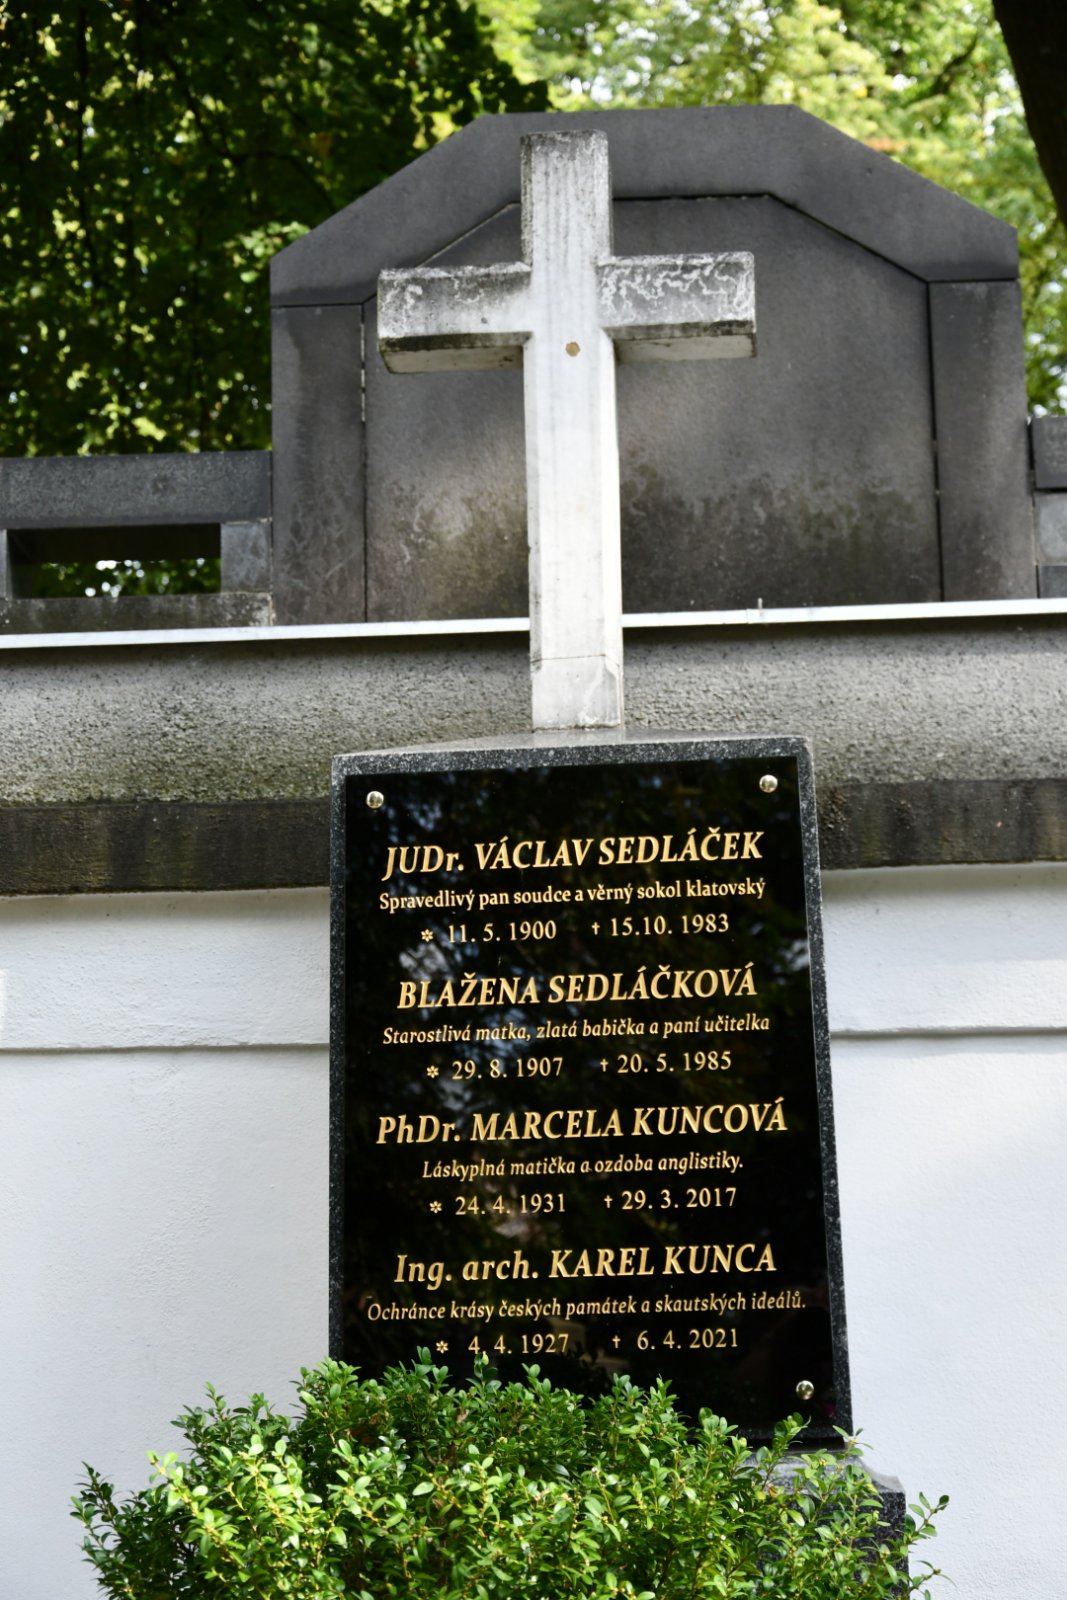 JUDr. VÁCLAV SEDLÁČEK
Spravedlivý pan soudce a věrný sokol klatovský
✲ 11. 5. 1900 † 15. 10. 1983
BLAŽENA SEDLÁČKOVÁ
Starostlivá matka, zlatá babička a paní učitelka
✲ 29. 8. 1907 † 20. 5. 1985
PhDr. MARCELA KUNCOVÁ
Láskyplná matička a ozdoba anglistiky.
✲ 24. 4. 1931 † 29. 3. 2017
Ing. arch. KAREL KUNCA
Ochránce krásy českých památek a skautských ideálů.
✲ 4. 4. 1927 † 6. 4. 2021